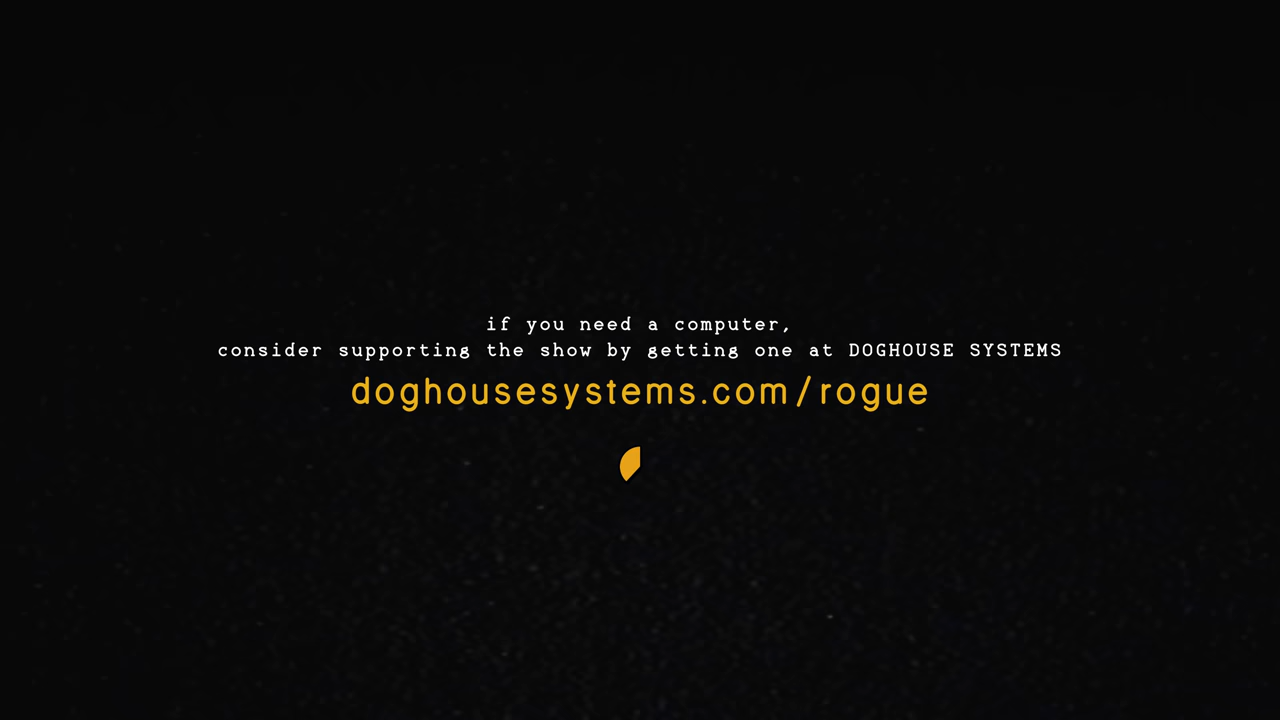 if you need a computer,
consider supporting the show by getting one at DOGHOUSE SYSTEMS
doghousesystems.com/rogue